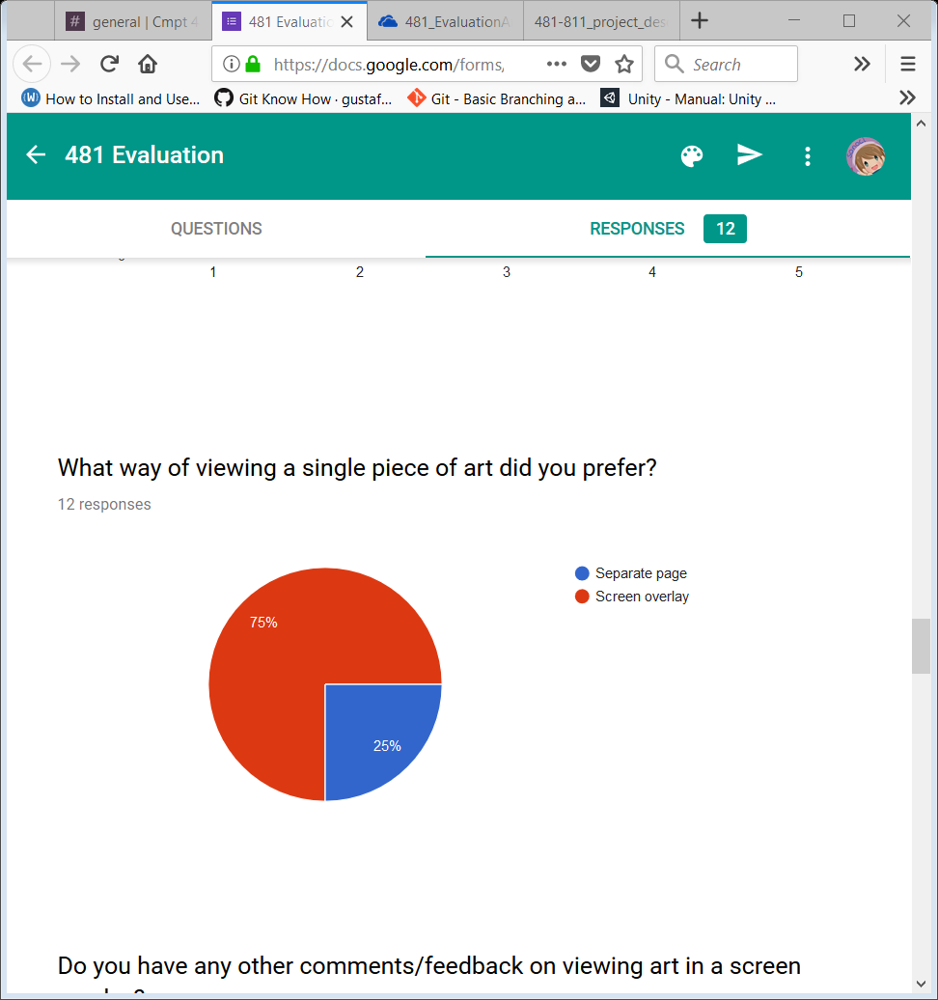 # general | Cmpt 4
481 Evaluatio
481_EvaluationA
481-811_project_des
https://docs.google.com/forms/
Search
How to Install and Use...
Git Know How · gustaf...
Git - Basic Branching a...
Unity - Manual: Unity ...
481 Evaluation
QUESTIONS
RESPONSES 12
1 2 3 4 5
What way of viewing a single piece of art did you prefer?
12 responses
Separate page
Screen overlay
75%
25%
Do you have any other comments/feedback on viewing art in a screen